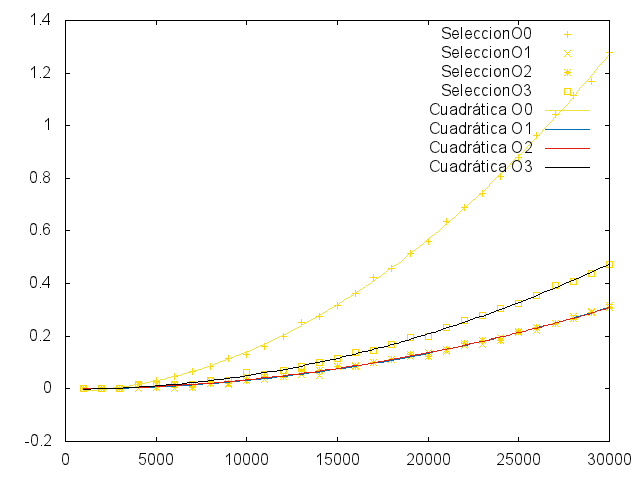 1.4
1.2
1
0.8
0.6
0.4
0.2
0
-0.2
0
5000
10000
15000
20000
25000
30000
SeleccionO0
SeleccionO1
SeleccionO2
SeleccionO3
Cuadrática O0
Cuadrática O1
Cuadrática O2
Cuadrática O3